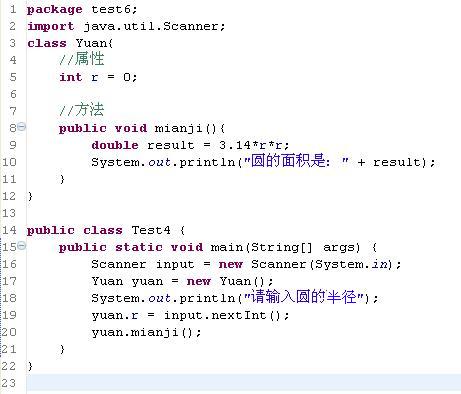 1 package test6;
2 import java.util.Scanner;
3 class Yuan{
4     //属性
5     int r = 0;
6
7     //方法
8     public void mianji(){
9         double result = 3.14*r*r;
10         System.out.println("圆的面积是：" + result);
11     }
12 }
13
14 public class Test4 {
15     public static void main(String[] args) {
16         Scanner input = new Scanner(System.in);
17         Yuan yuan = new Yuan();
18         System.out.println("请输入圆的半径");
19         yuan.r = input.nextInt();
20         yuan.mianji();
21     }
22 }
23